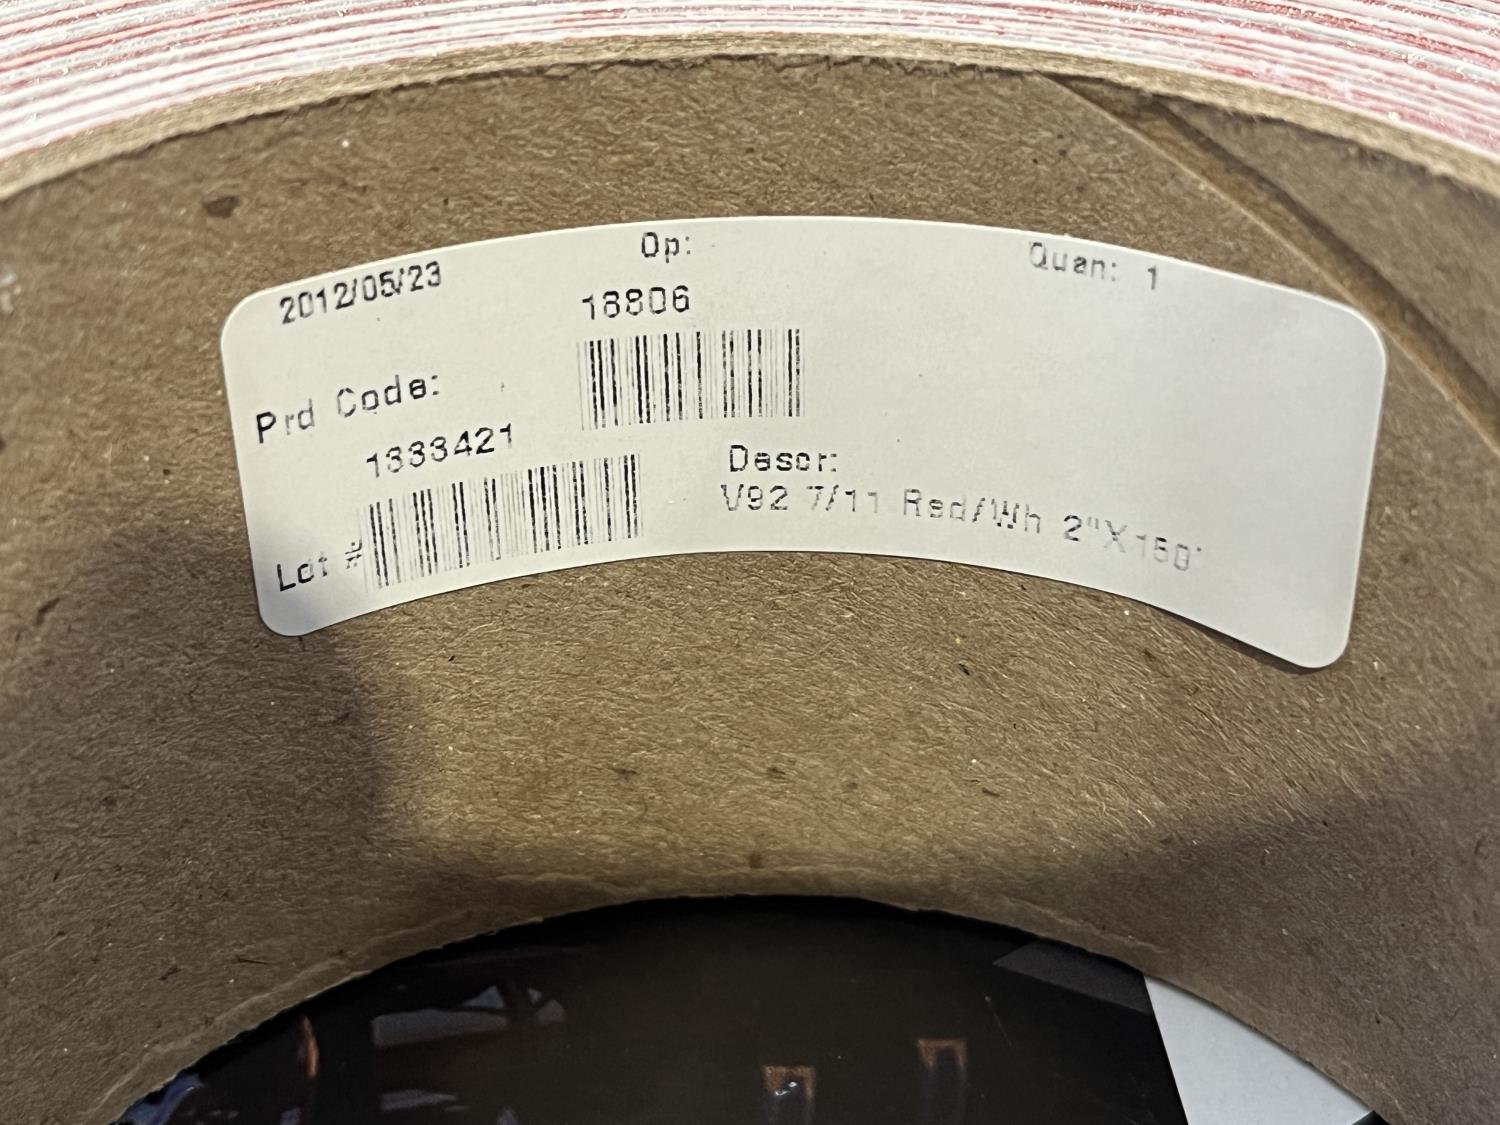 2012/05/23 Op: Quan: 1
Prd Code: 18806
Lot # 1333421
Descr:
V92 7/11 Red/Wh 2"X150'